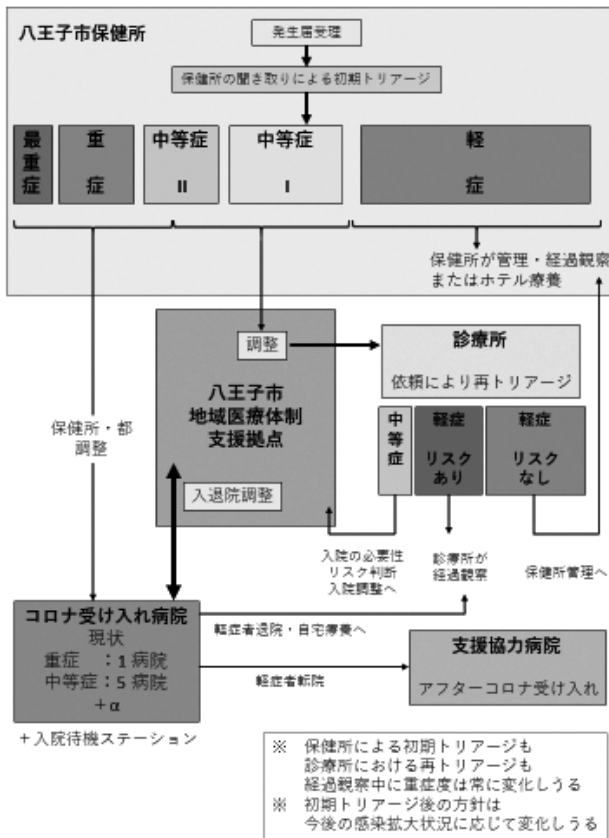 八王子市保健所
発生届受理
保健所の聞き取りによる初期トリアージ
最重症
重症
中等症
II
中等症
I
軽症
保健所が管理・経過観察
またはホテル療養
調整
八王子市
地域医療体制
支援拠点
入退院調整
保健所・都
調整
診療所
依頼により再トリアージ
中等症
軽症
リスク
あり
軽症
リスク
なし
入院の必要性
リスク判断
入院調整へ
診療所が
経過観察
保健所管理へ
コロナ受け入れ病院
現状
重症　：1 病院
中等症：5 病院
＋α
＋入院待機ステーション
軽症者退院・自宅療養へ
軽症者転院
支援協力病院
アフターコロナ受け入れ
※　保健所による初期トリアージも
診療所における再トリアージも
経過観察中に重症度は常に変化しうる
※　初期トリアージ後の方針は
今後の感染拡大状況に応じて変化しうる